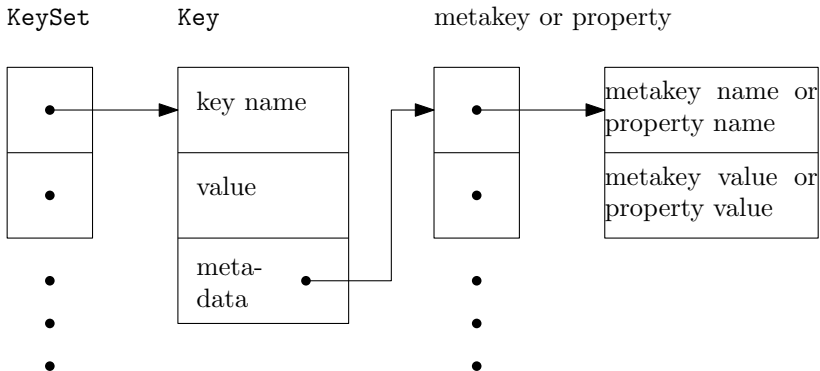 KeySet Key metakey or property
key name
value
meta-
data
metakey name or
property name
metakey value or
property value